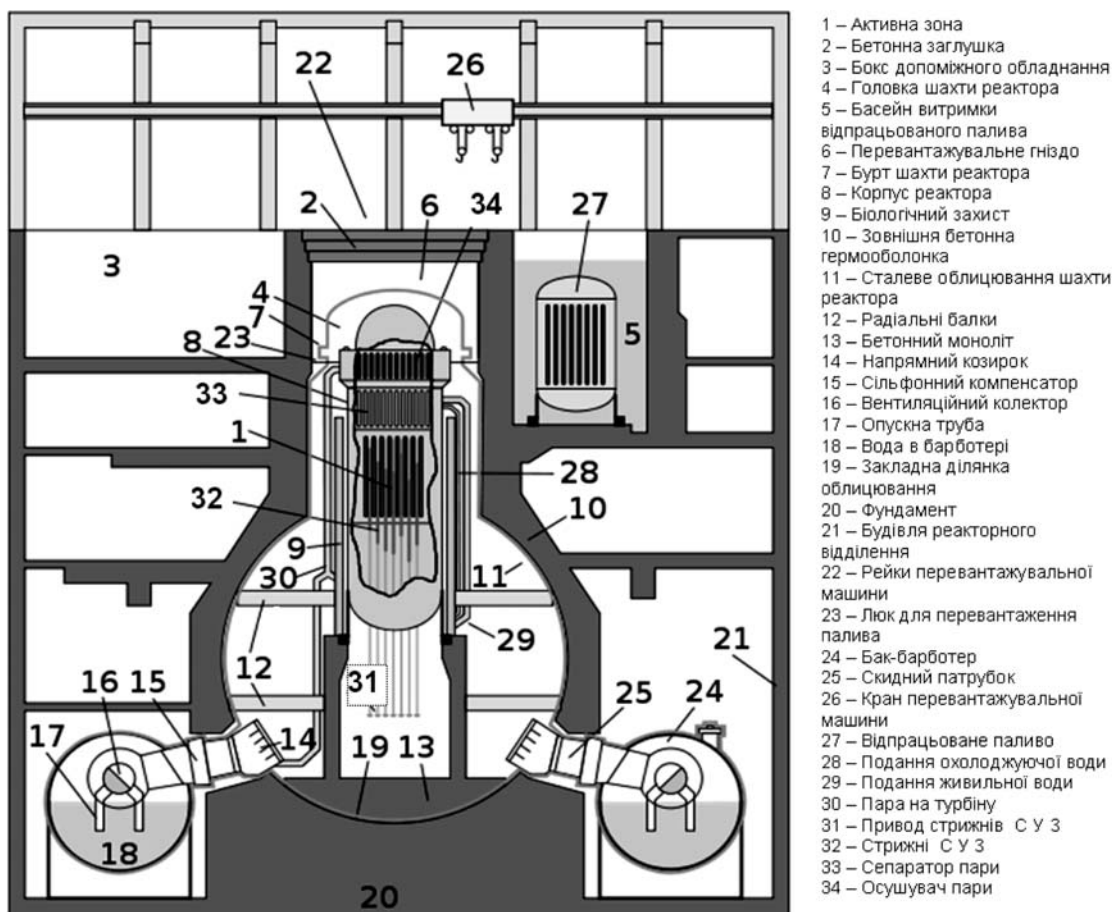 22
26
2
6
34
27
3
4
7
23
8
5
33
1
28
32
10
9
30
11
29
12
21
31
16
15
25
24
17
14
19
13
18
20
1 – Активна зона
2 – Бетонна заглушка
3 – Бокс допоміжного обладнання
4 – Головка шахти реактора
5 – Басейн витримки
відпрацьованого палива
6 – Перевантажувальне гніздо
7 – Бурт шахти реактора
8 – Корпус реактора
9 – Біологічний захист
10 – Зовнішня бетонна
гермооболонка
11 – Сталеве облицювання шахти
реактора
12 – Радіальні балки
13 – Бетонний моноліт
14 – Напрямний козирок
15 – Сільфонний компенсатор
16 – Вентиляційний колектор
17 – Опускна труба
18 – Вода в барботері
19 – Закладна ділянка
облицювання
20 – Фундамент
21 – Будівля реакторного
відділення
22 – Рейки перевантажувальної
машини
23 – Люк для перевантаження
палива
24 – Бак-барботер
25 – Скидний патрубок
26 – Кран перевантажувальної
машини
27 – Відпрацьоване паливо
28 – Подання охолоджуючої води
29 – Подання живильної води
30 – Пара на турбіну
31 – Привод стрижнів С У З
32 – Стрижні С У З
33 – Сепаратор пари
34 – Осушувач пари